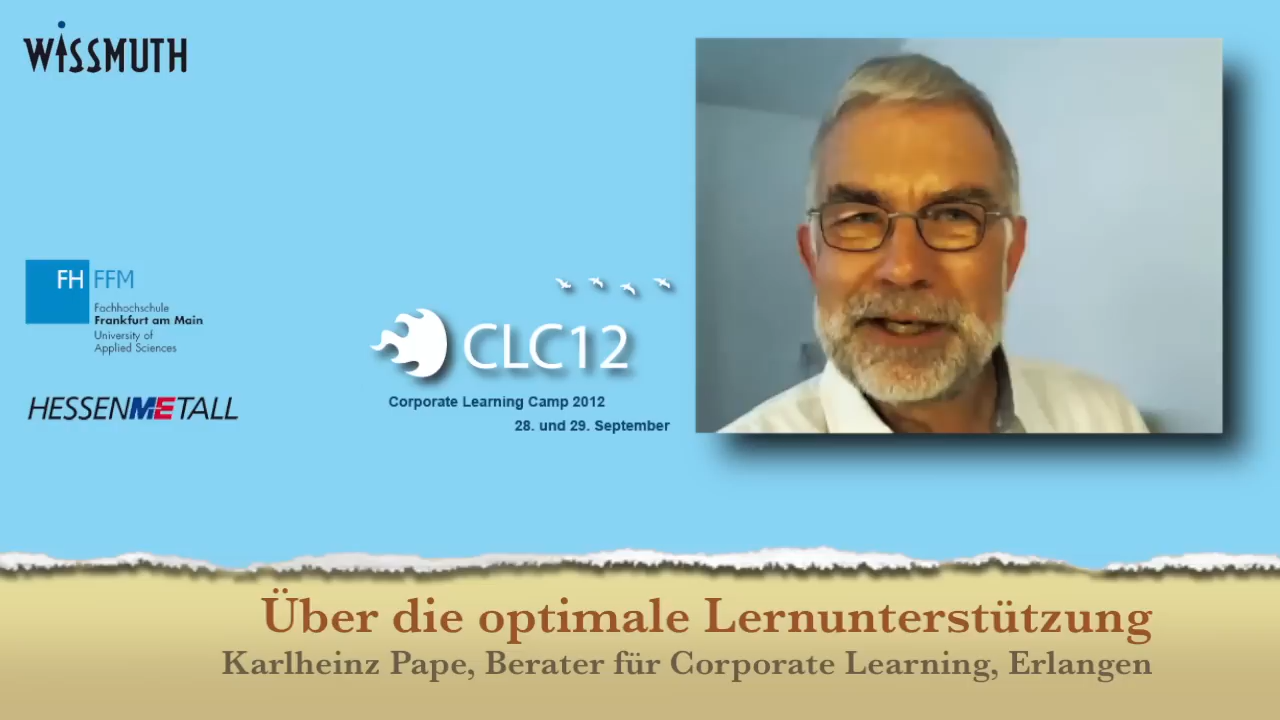 WISSMUTH
FH FFM
Fachhochschule
Frankfurt am Main
University of
Applied Sciences
HESSENMETALL
CLC12
Corporate Learning Camp 2012
28. und 29. September
Über die optimale Lernunterstützung
Karlheinz Pape, Berater für Corporate Learning, Erlangen